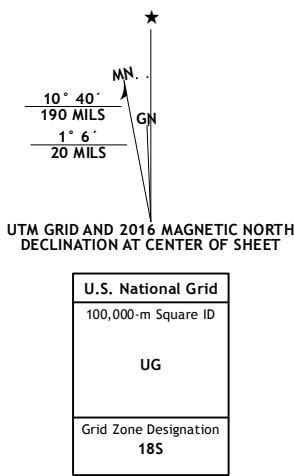 ★
MN
10° 40´
190 MILS
GN
1° 6´
20 MILS
UTM GRID AND 2016 MAGNETIC NORTH
DECLINATION AT CENTER OF SHEET
U.S. National Grid
100,000-m Square ID
UG
Grid Zone Designation
18S